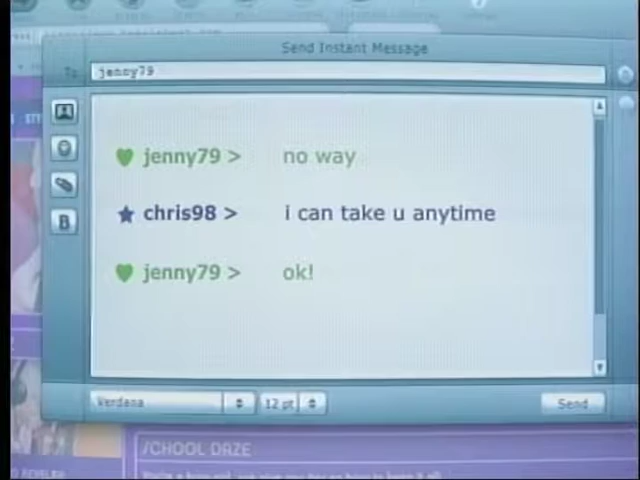 Send Instant Message
To:
jenny79
jenny79 > no way
chris98 > i can take u anytime
jenny79 > ok!
B
Verdana 12 pt Send
/CHOOL DAZE